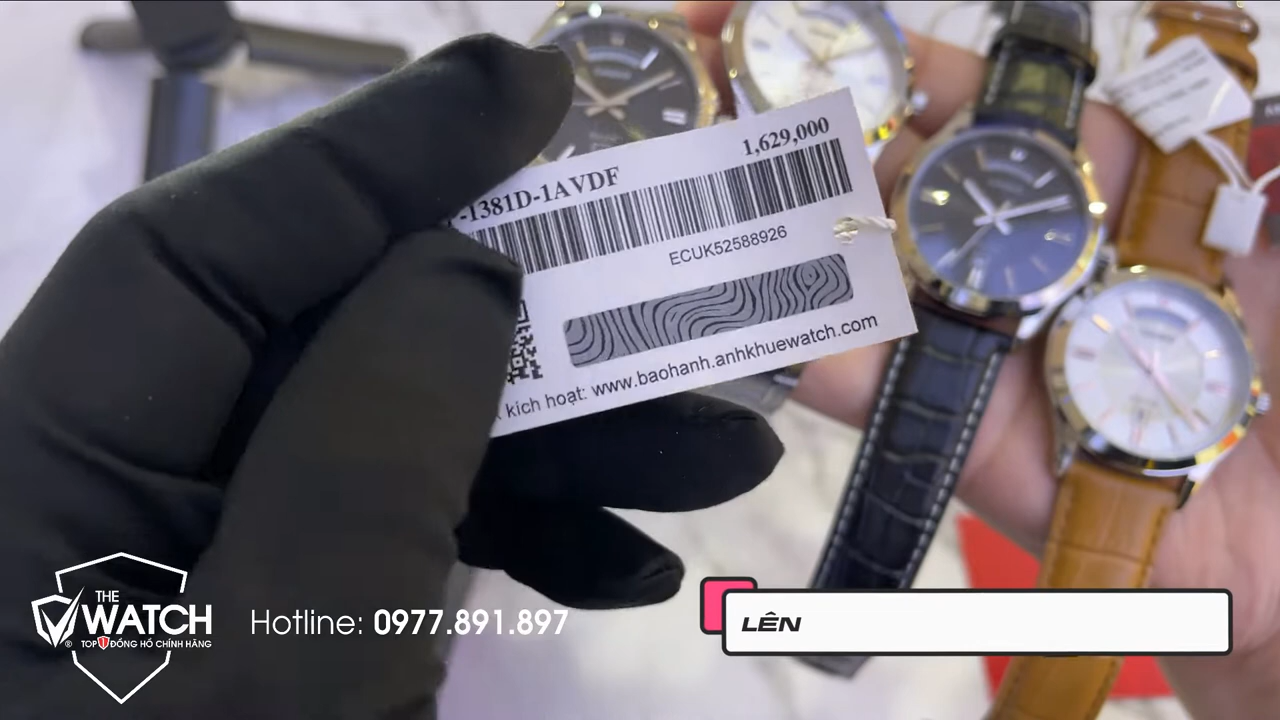 1,629,000
-1381D-1AVDF
ECUK52588926
kích hoạt: www.baohanh.anhkhuewatch.com
THE
WATCH
®
TOP 1 ĐỒNG HỒ CHÍNH HÃNG
Hotline: 0977.891.897
LÊN